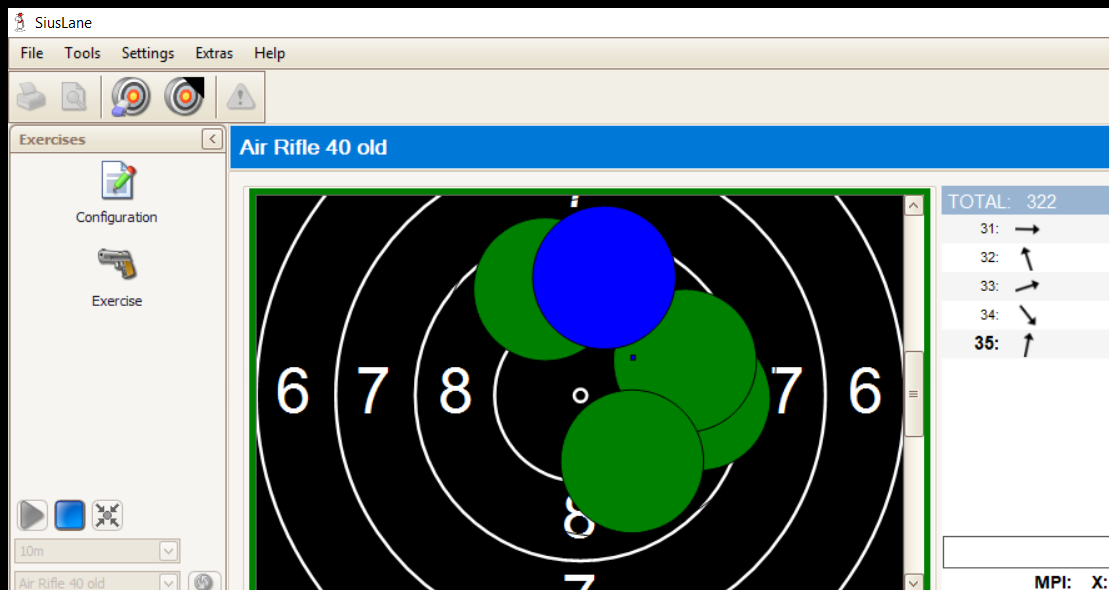 SiusLane
File Tools Settings Extras Help
Exercises
Air Rifle 40 old
Configuration
Exercise
TOTAL: 322
31:
32:
33:
34:
35:
6 7 8 7 6
8
7
10m
Air Rifle 40 old
MPI: X: